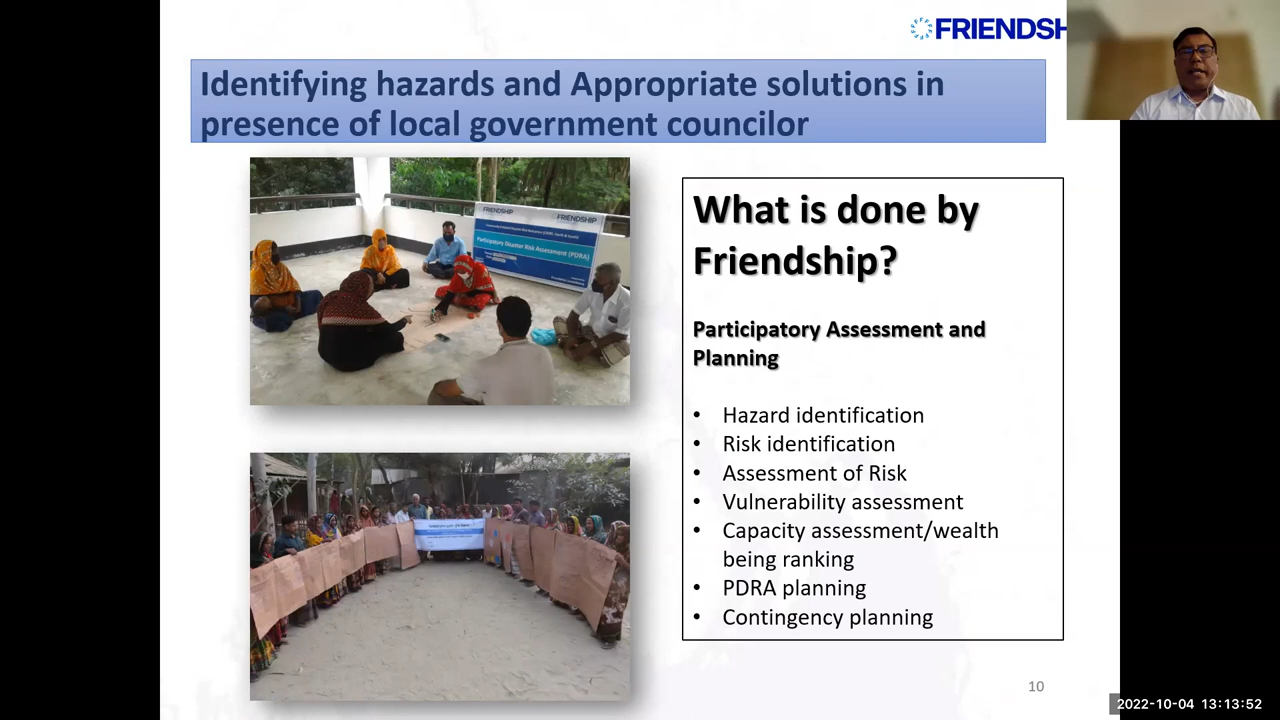 FRIENDSH
Identifying hazards and Appropriate solutions in
presence of local government councilor
FRIENDSHIP
FRIENDSHIP
Participatory Disaster Risk Assessment (PDRA)
What is done by
Friendship?
Participatory Assessment and
Planning
• Hazard identification
• Risk identification
• Assessment of Risk
• Vulnerability assessment
• Capacity assessment/wealth
being ranking
• PDRA planning
• Contingency planning
10
2022-10-04 13:13:52